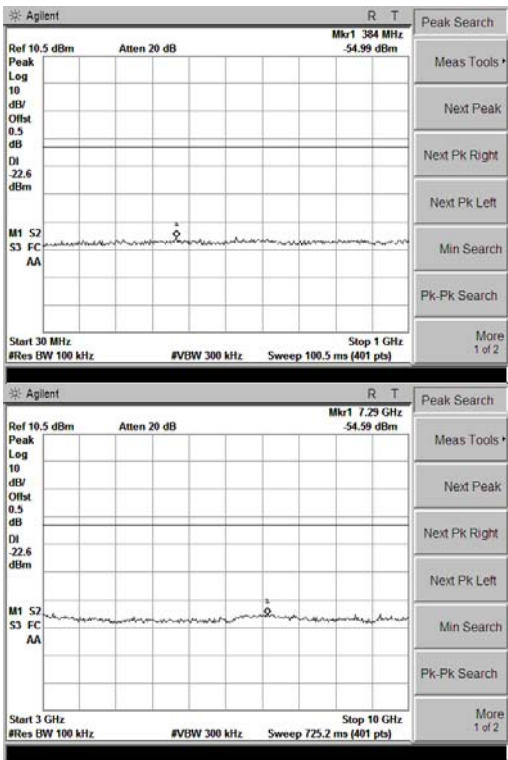 Agilent R T
Peak Search
Mkr1 384 MHz
Ref 10.5 dBm Atten 20 dB -54.99 dBm
Peak
Log
10
dB/
Offst
0.5
dB
DI
-22.6
dBm
M1 S2
S3 FC
AA
1
Start 30 MHz Stop 1 GHz
#Res BW 100 kHz #VBW 300 kHz Sweep 100.5 ms (401 pts)
Meas Tools
Next Peak
Next Pk Right
Next Pk Left
Min Search
Pk-Pk Search
More
1 of 2
Agilent R T
Peak Search
Mkr1 7.29 GHz
Ref 10.5 dBm Atten 20 dB -54.59 dBm
Peak
Log
10
dB/
Offst
0.5
dB
DI
-22.6
dBm
M1 S2
S3 FC
AA
1
Start 3 GHz Stop 10 GHz
#Res BW 100 kHz #VBW 300 kHz Sweep 725.2 ms (401 pts)
Meas Tools
Next Peak
Next Pk Right
Next Pk Left
Min Search
Pk-Pk Search
More
1 of 2